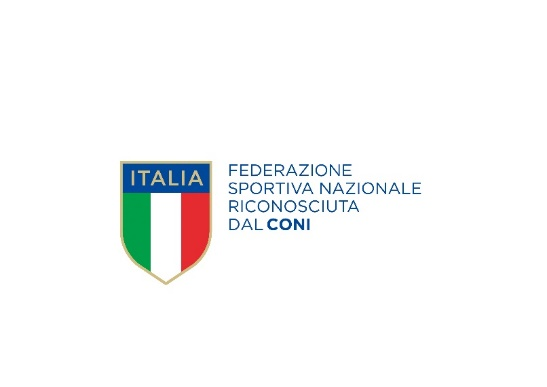 ITALIA
FEDERAZIONE
SPORTIVA NAZIONALE
RICONOSCIUTA
DAL CONI